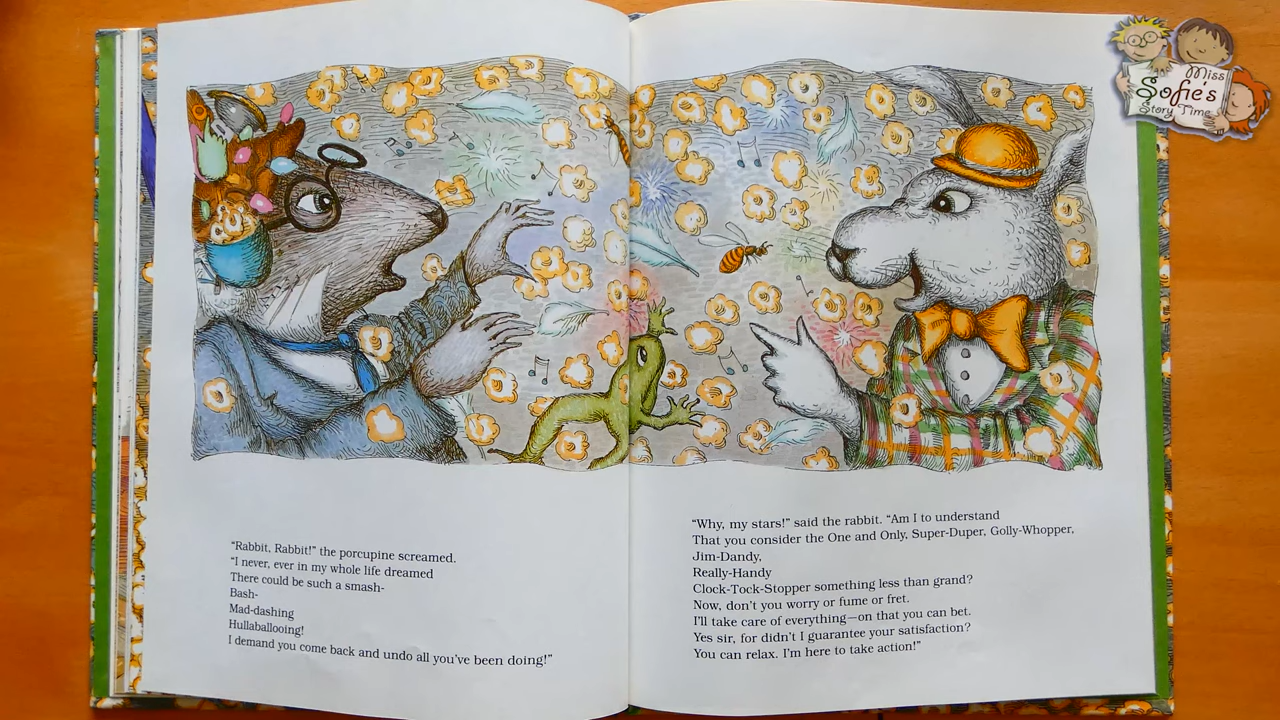 Miss
Sofie's
Story Time
"Rabbit, Rabbit!" the porcupine screamed.
"I never, ever in my whole life dreamed
There could be such a smash-
Bash-
Mad-dashing
Hullaballooing!
I demand you come back and undo all you've been doing!"
"Why, my stars!" said the rabbit. "Am I to understand
That you consider the One and Only, Super-Duper, Golly-Whopper,
Jim-Dandy,
Really-Handy
Clock-Tock-Stopper something less than grand?
Now, don't you worry or fume or fret.
I'll take care of everything—on that you can bet.
Yes sir, for didn't I guarantee your satisfaction?
You can relax. I'm here to take action!"